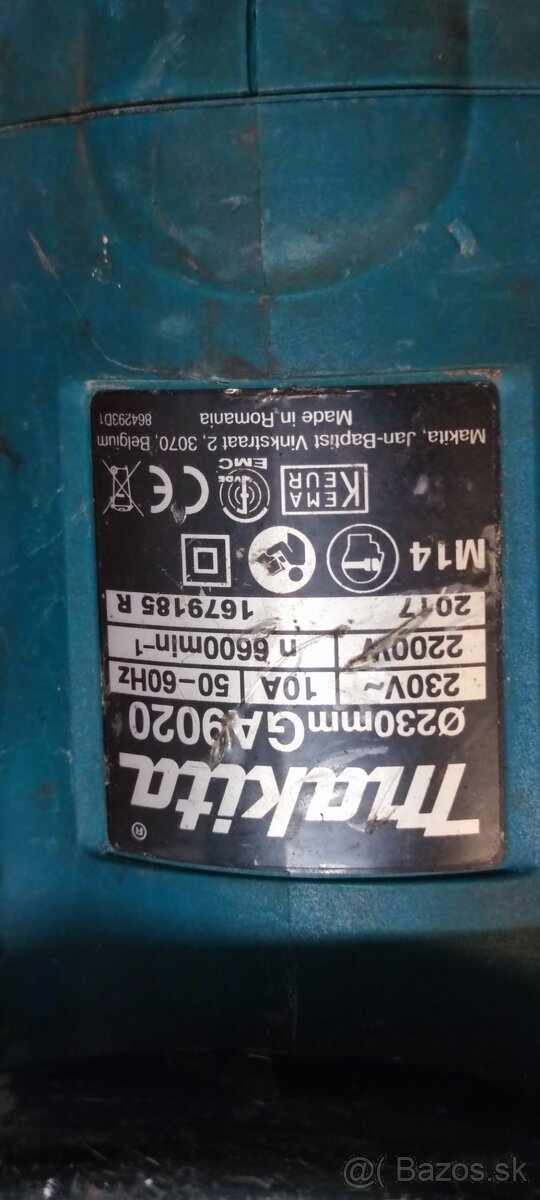 makita®
Ø230mm GA9020
230V~ 10A 50-60Hz
2200W n 6600min-1
2017 1679185 R
M14
KEMA KEUR VDE EMC CE
Makita, Jan-Baptist Vinkstraat 2, 3070, Belgium
Made in Romania 864293D1
@( Bazos.sk